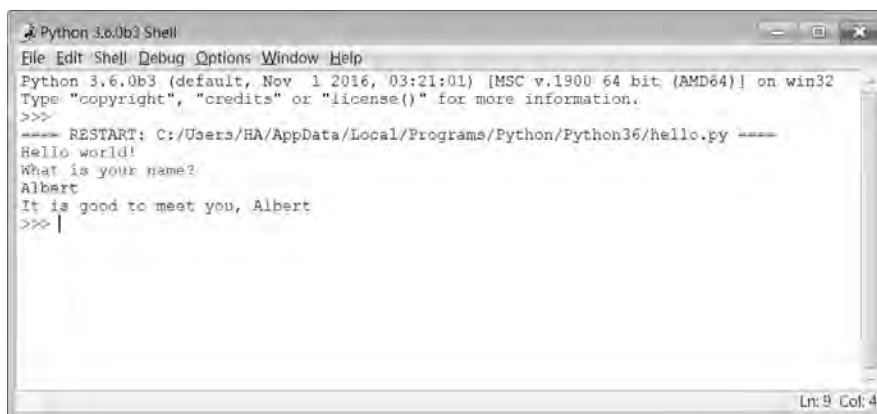 Python 3.6.0b3 Shell
File Edit Shell Debug Options Window Help
Python 3.6.0b3 (default, Nov  1 2016, 03:21:01) [MSC v.1900 64 bit (AMD64)] on win32
Type "copyright", "credits" or "license()" for more information.
>>>
==== RESTART: C:/Users/HA/AppData/Local/Programs/Python/Python36/hello.py ====
Hello world!
What is your name?
Albert
It is good to meet you, Albert
>>>
Ln: 9 Col: 4